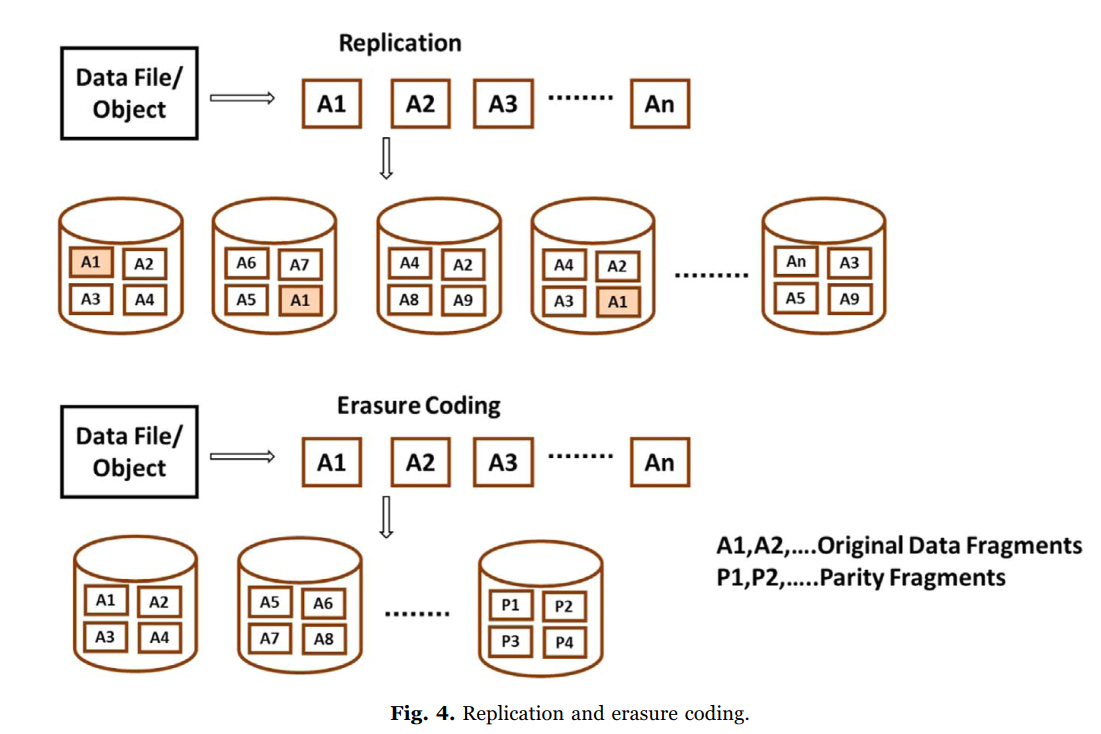 Replication
Data File/
Object
A1 A2 A3 ........ An
A1 A2 A6 A7 A4 A2 A4 A2 An A3
.........
A3 A4 A5 A1 A8 A9 A3 A1 A5 A9
Erasure Coding
Data File/
Object
A1 A2 A3 ........ An
A1 A2 A5 A6 P1 P2
........
A3 A4 A7 A8 P3 P4
A1,A2,....Original Data Fragments
P1,P2,.....Parity Fragments
Fig. 4. Replication and erasure coding.